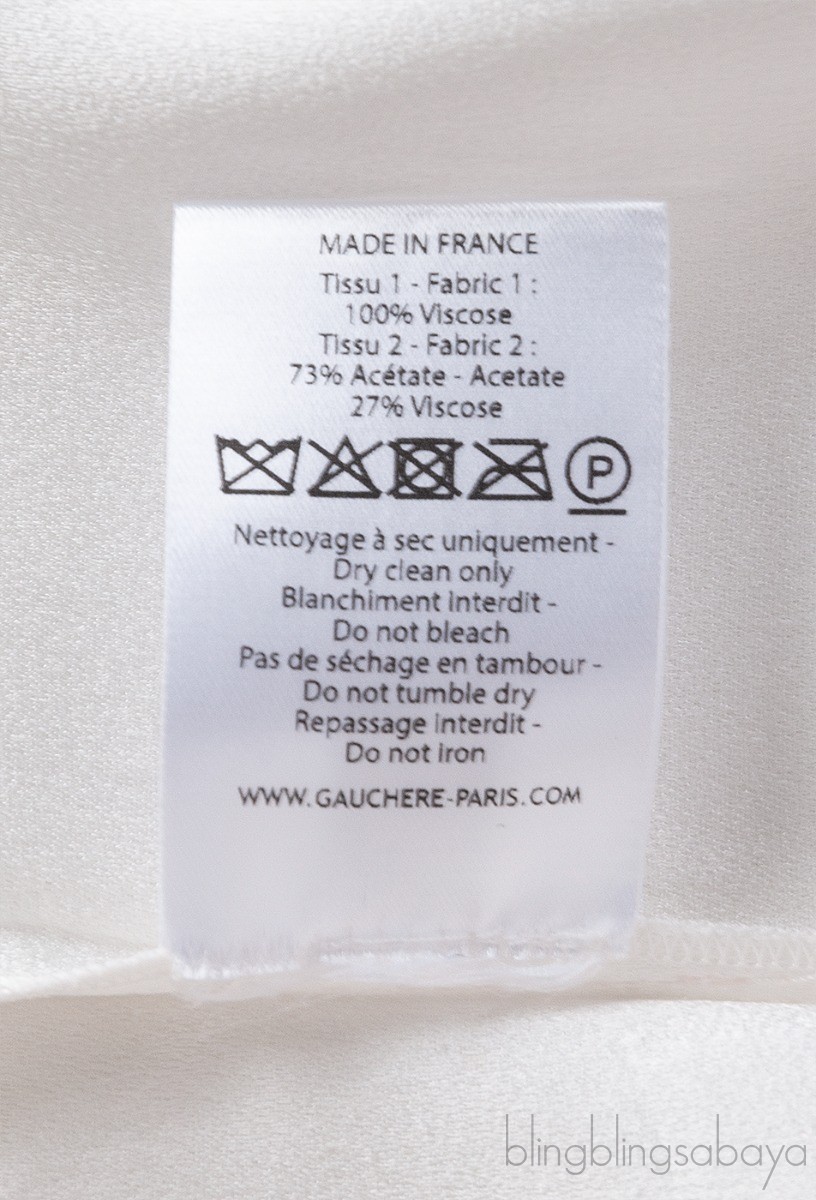 MADE IN FRANCE
Tissu 1 - Fabric 1 :
100% Viscose
Tissu 2 - Fabric 2 :
73% Acétate - Acetate
27% Viscose
P
Nettoyage à sec uniquement -
Dry clean only
Blanchiment interdit -
Do not bleach
Pas de séchage en tambour -
Do not tumble dry
Repassage interdit -
Do not iron
WWW.GAUCHERE-PARIS.COM
blingblingsabaya